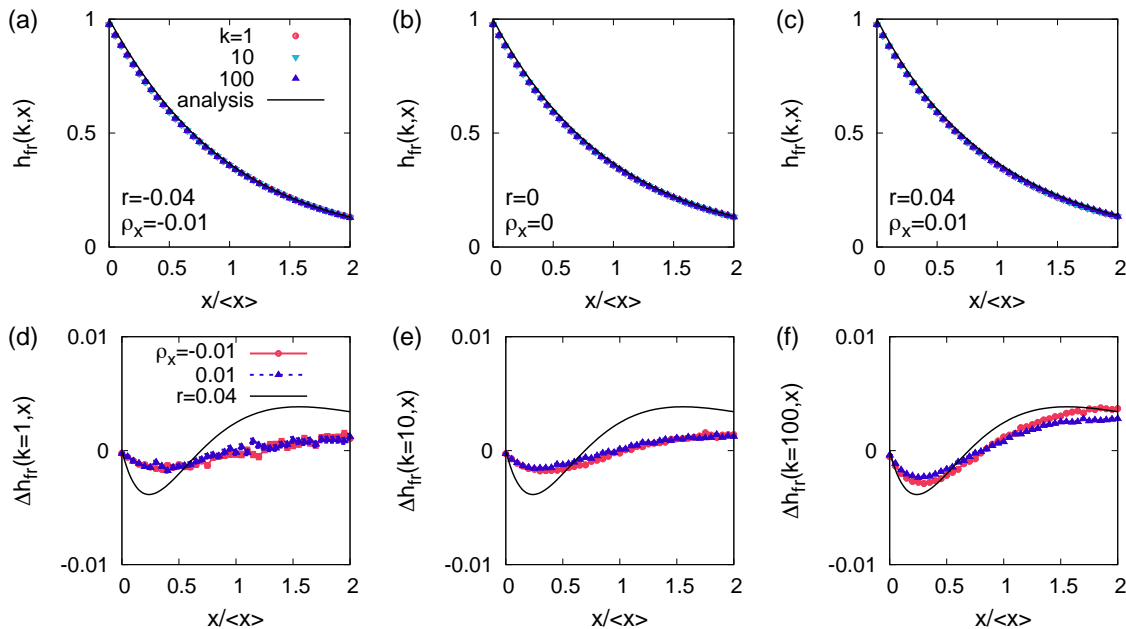 (a)
1
0.5
0
h_fr(k,x)
k=1
10
100
analysis
r=-0.04
ρ_x=-0.01
0 0.5 1 1.5 2
x/<x>
(b)
1
0.5
0
h_fr(k,x)
r=0
ρ_x=0
0 0.5 1 1.5 2
x/<x>
(c)
1
0.5
0
h_fr(k,x)
r=0.04
ρ_x=0.01
0 0.5 1 1.5 2
x/<x>
(d)
0.01
0
-0.01
Δh_fr(k=1,x)
ρ_x=-0.01
0.01
r=0.04
0 0.5 1 1.5 2
x/<x>
(e)
0.01
0
-0.01
Δh_fr(k=10,x)
0 0.5 1 1.5 2
x/<x>
(f)
0.01
0
-0.01
Δh_fr(k=100,x)
0 0.5 1 1.5 2
x/<x>